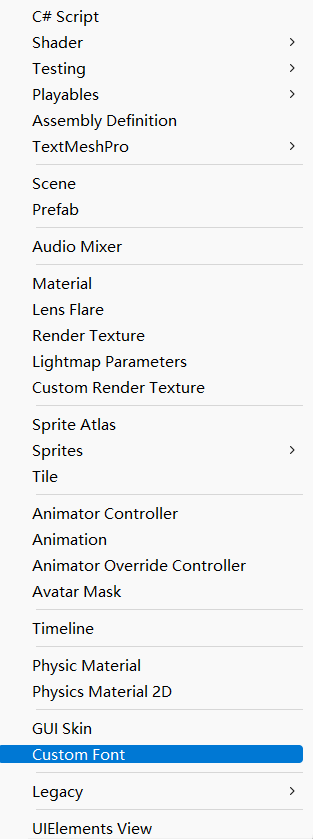 C# Script
Shader
Testing
Playables
Assembly Definition
TextMeshPro
Scene
Prefab
Audio Mixer
Material
Lens Flare
Render Texture
Lightmap Parameters
Custom Render Texture
Sprite Atlas
Sprites
Tile
Animator Controller
Animation
Animator Override Controller
Avatar Mask
Timeline
Physic Material
Physics Material 2D
GUI Skin
Custom Font
Legacy
UIElements View